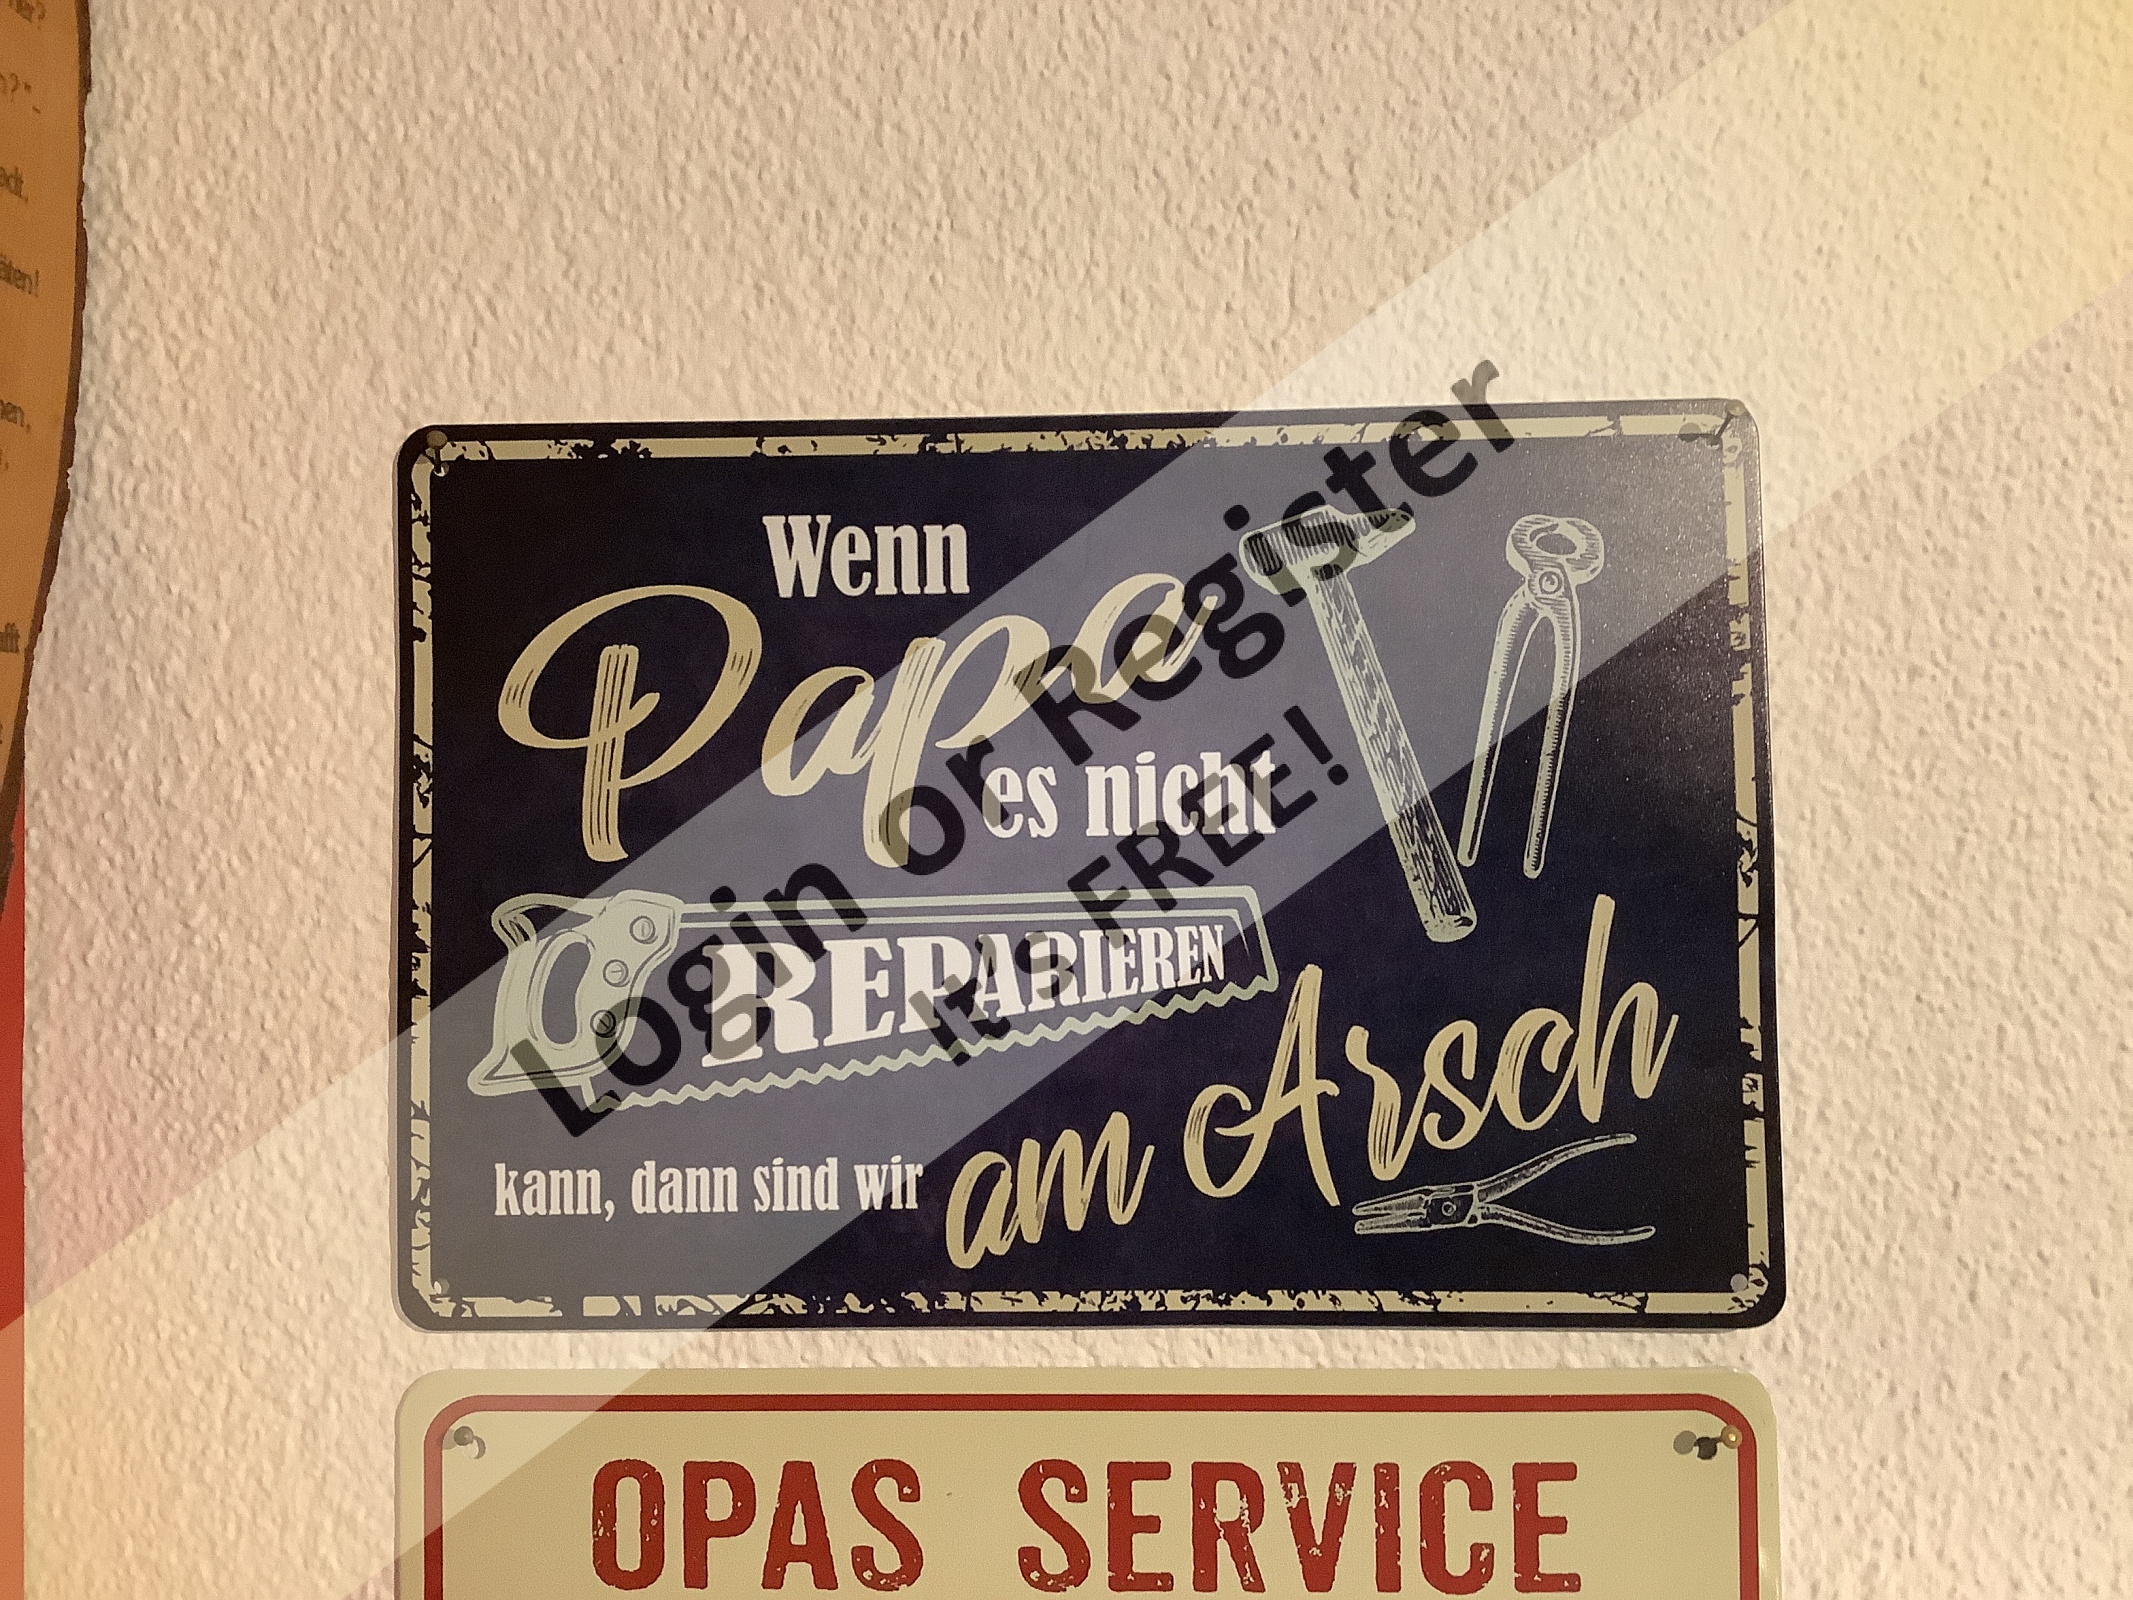 Wenn
Papa
es nicht
REPARIEREN
kann, dann sind wir
am Arsch
OPAS SERVICE
Login or Register
It's FREE!